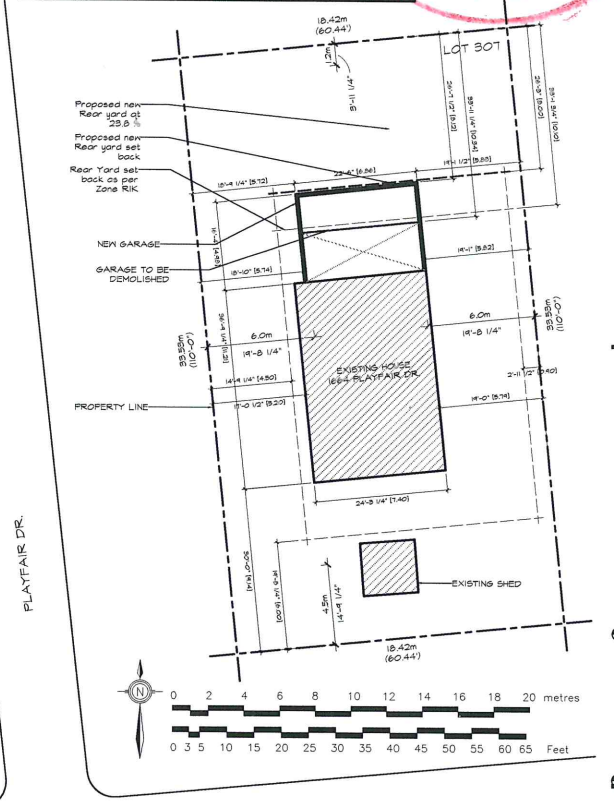 18.42m
(60.44')
1.2m
3'-11 1/4"
LOT 307
Proposed new
Rear yard at
23.8 %
Proposed new
Rear yard set
back
Rear Yard set
back as per
Zone R1K
NEW GARAGE
GARAGE TO BE
DEMOLISHED
18'-9 1/4" [5.72]
22'-6" [6.86]
19'-1 1/2" [5.83]
18'-10" [5.74]
19'-1" [5.82]
33.53m
(110'-0")
6.0m
19'-8 1/4"
6.0m
19'-8 1/4"
33.53m
(110'-0")
EXISTING HOUSE
1664 PLAYFAIR DR.
14'-9 1/4" [4.50]
17'-0 1/2" [5.20]
2'-11 1/2" [0.90]
19'-0" [5.79]
PROPERTY LINE
24'-3 1/4" [7.40]
PLAYFAIR DR.
EXISTING SHED
4.5m
14'-9 1/4"
18.42m
(60.44')
N
0 2 4 6 8 10 12 14 16 18 20 metres
0 3 5 10 15 20 25 30 35 40 45 50 55 60 65 Feet